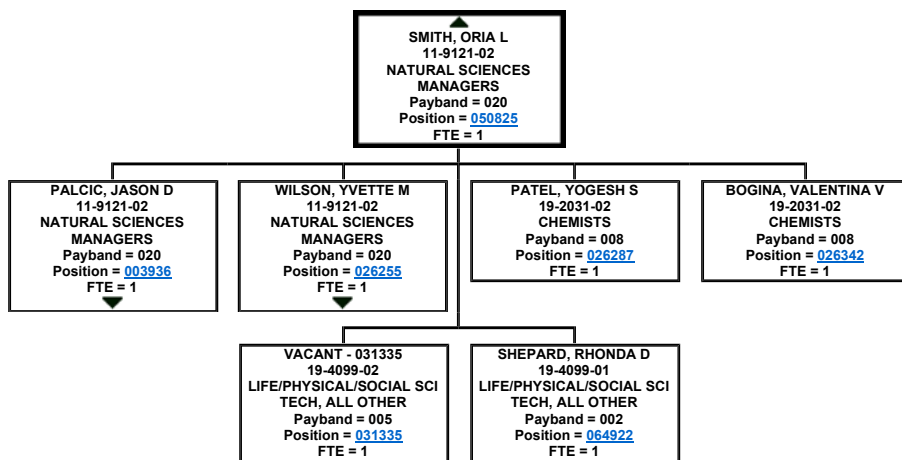 SMITH, ORIA L
11-9121-02
NATURAL SCIENCES
MANAGERS
Payband = 020
Position = 050825
FTE = 1
PALCIC, JASON D
11-9121-02
NATURAL SCIENCES
MANAGERS
Payband = 020
Position = 003936
FTE = 1
WILSON, YVETTE M
11-9121-02
NATURAL SCIENCES
MANAGERS
Payband = 020
Position = 026255
FTE = 1
PATEL, YOGESH S
19-2031-02
CHEMISTS
Payband = 008
Position = 026287
FTE = 1
BOGINA, VALENTINA V
19-2031-02
CHEMISTS
Payband = 008
Position = 026342
FTE = 1
VACANT - 031335
19-4099-02
LIFE/PHYSICAL/SOCIAL SCI
TECH, ALL OTHER
Payband = 005
Position = 031335
FTE = 1
SHEPARD, RHONDA D
19-4099-01
LIFE/PHYSICAL/SOCIAL SCI
TECH, ALL OTHER
Payband = 002
Position = 064922
FTE = 1